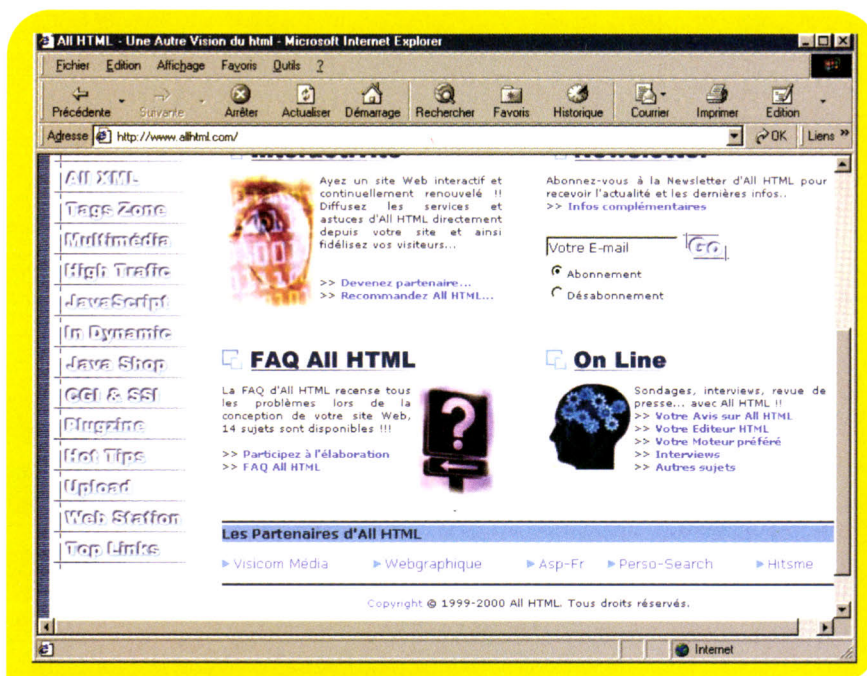 All HTML - Une Autre Vision du html - Microsoft Internet Explorer
Fichier Edition Affichage Favoris Outils ?
Précédente Suivante Arrêter Actualiser Démarrage Rechercher Favoris Historique Courrier Imprimer Edition
Adresse http://www.allhtml.com/ OK Liens »
All XML
Tags Zone
Multimédia
High Trafic
JavaScript
In Dynamic
Java Shop
CGI & SSI
Plugzine
Hot Tips
Upload
Web Station
Top Links
Interactivité
Ayez un site Web interactif et
continuellement renouvelé !!
Diffusez les services et
astuces d'All HTML directement
depuis votre site et ainsi
fidélisez vos visiteurs...
>> Devenez partenaire...
>> Recommandez All HTML...
Newsletter
Abonnez-vous à la Newsletter d'All HTML pour
recevoir l'actualité et les dernières infos..
>> Infos complémentaires
Votre E-mail Go
Abonnement
Désabonnement
FAQ All HTML
La FAQ d'All HTML recense tous
les problèmes lors de la
conception de votre site Web,
14 sujets sont disponibles !!!
>> Participez à l'élaboration
>> FAQ All HTML
?
On Line
Sondages, interviews, revue de
presse... avec All HTML !!
>> Votre Avis sur All HTML
>> Votre Editeur HTML
>> Votre Moteur préféré
>> Interviews
>> Autres sujets
Les Partenaires d'All HTML
Visicom Média Webgraphique Asp-Fr Perso-Search Hitsme
Copyright © 1999-2000 All HTML. Tous droits réservés.
Internet